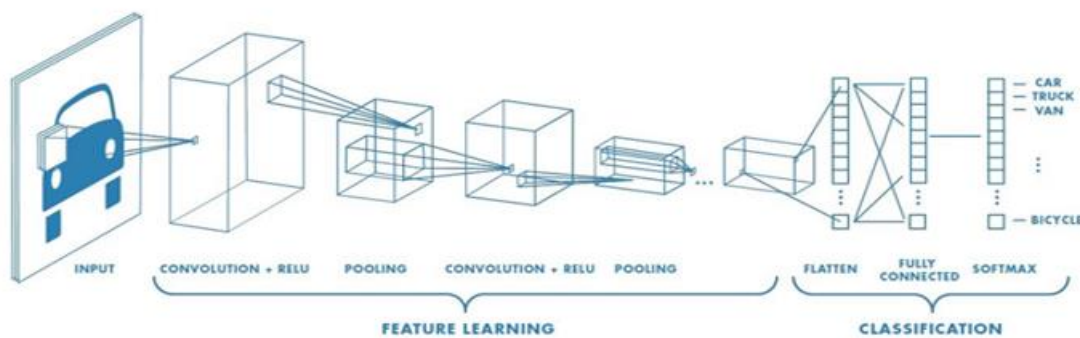 CAR
TRUCK
VAN
BICYCLE
INPUT
CONVOLUTION + RELU
POOLING
CONVOLUTION + RELU
POOLING
FLATTEN
FULLY
CONNECTED
SOFTMAX
FEATURE LEARNING
CLASSIFICATION